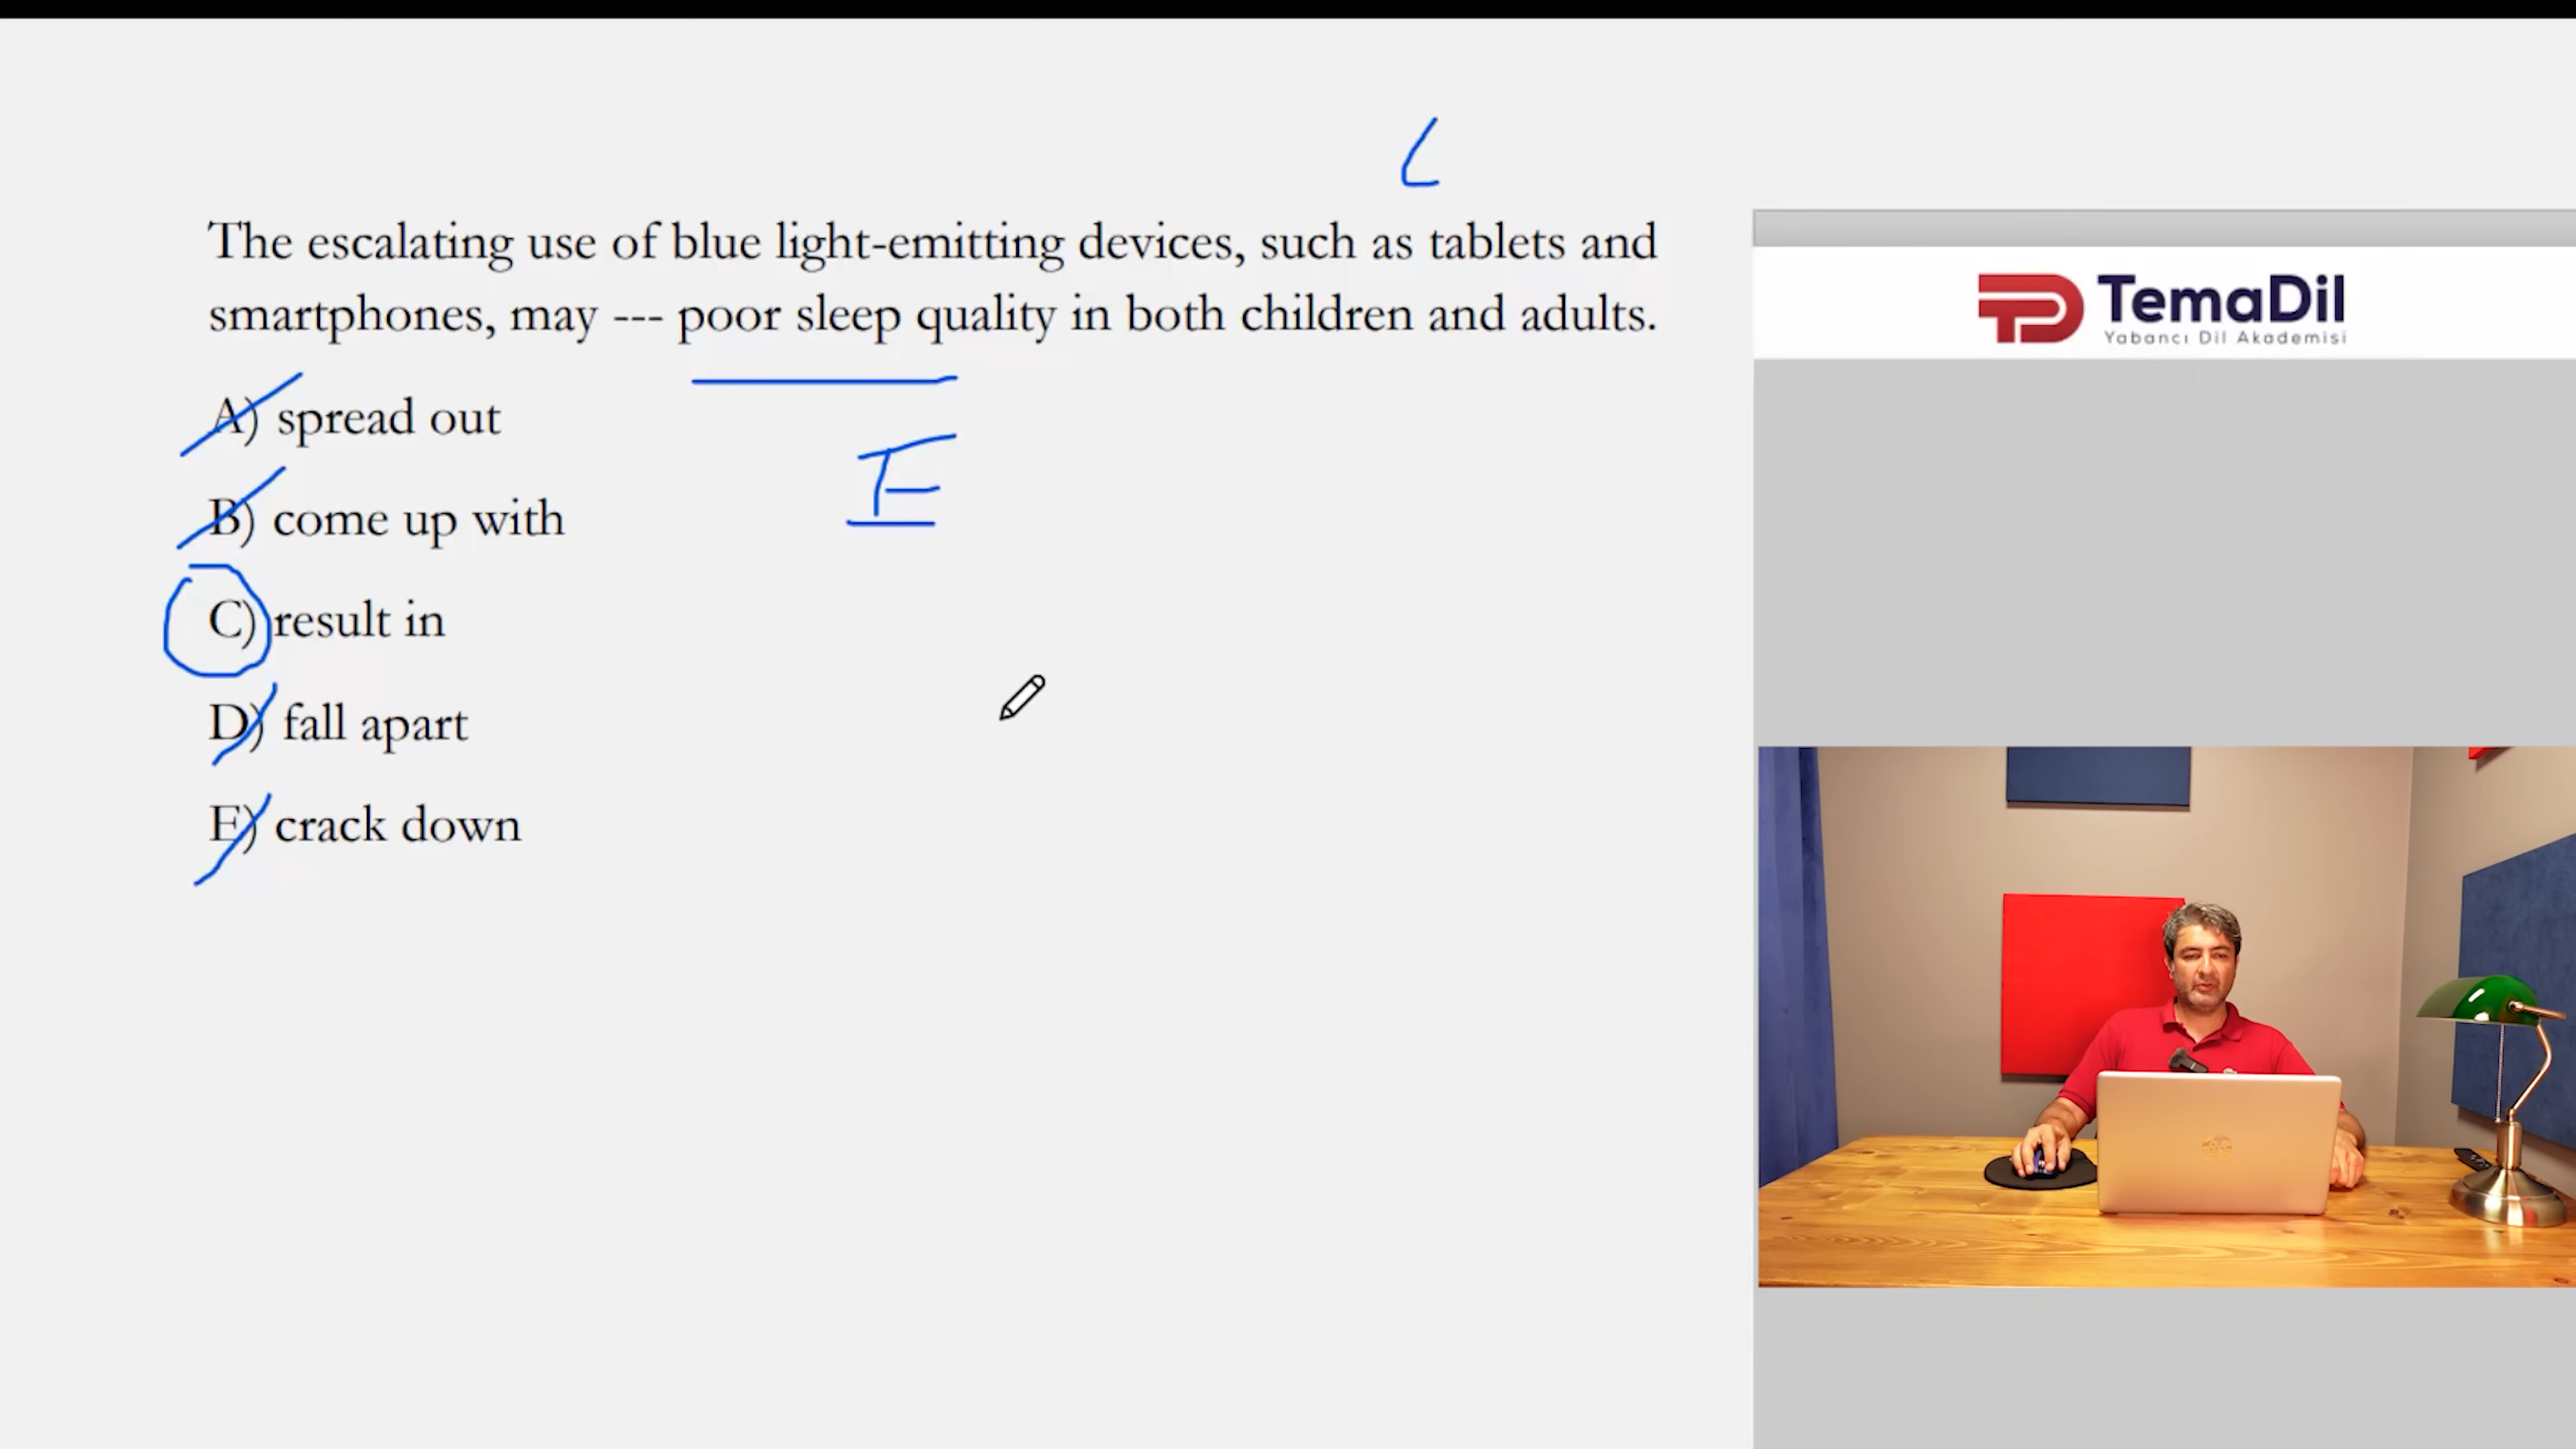 C
The escalating use of blue light-emitting devices, such as tablets and
smartphones, may --- poor sleep quality in both children and adults.
E
A) spread out
B) come up with
C) result in
D) fall apart
E) crack down
TemaDil
Yabancı Dil Akademisi
hp